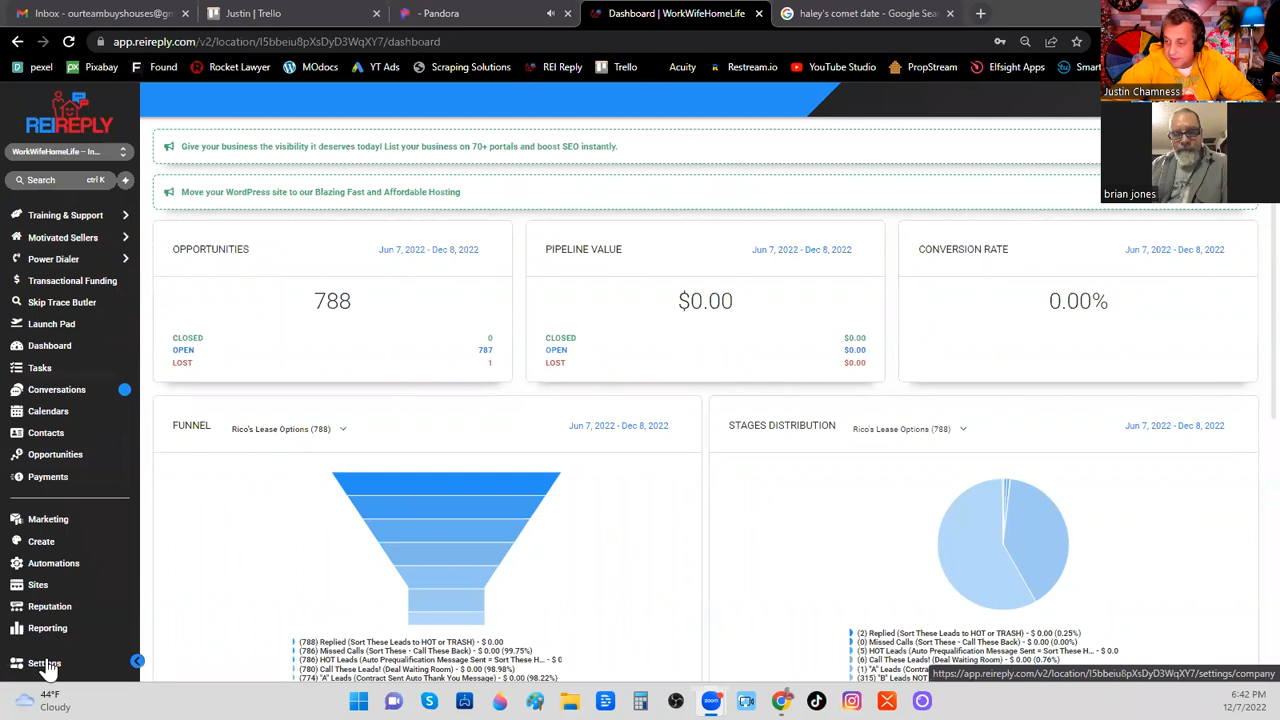 Justin | Trello
- Pandora
Dashboard | WorkWifeHomeLife
haley's comet date - Google Sea
app.reireply.com/v2/location/I5bbeiu8pXsDyD3WqXY7/dashboard
pexel
Pixabay
Found
Rocket Lawyer
MOdocs
YT Ads
Scraping Solutions
REI Reply
Trello
Acuity
Restream.io
YouTube Studio
PropStream
Elfsight Apps
Justin Chamness
brian jones
REIREPLY
WorkWifeHomeLife – In...
Search
ctrl K
Training & Support
Motivated Sellers
Power Dialer
Transactional Funding
Skip Trace Butler
Launch Pad
Dashboard
Tasks
Conversations
Calendars
Contacts
Opportunities
Payments
Marketing
Create
Automations
Sites
Reputation
Reporting
Settings
Give your business the visibility it deserves today! List your business on 70+ portals and boost SEO instantly.
Move your WordPress site to our Blazing Fast and Affordable Hosting
OPPORTUNITIES
Jun 7, 2022 - Dec 8, 2022
788
CLOSED 0
OPEN 787
LOST 1
PIPELINE VALUE
Jun 7, 2022 - Dec 8, 2022
$0.00
CLOSED $0.00
OPEN $0.00
LOST $0.00
CONVERSION RATE
Jun 7, 2022 - Dec 8, 2022
0.00%
FUNNEL
Rico's Lease Options (788)
Jun 7, 2022 - Dec 8, 2022
(788) Replied (Sort These Leads to HOT or TRASH) - $ 0.00
(786) Missed Calls (Sort These - Call These Back) - $ 0.00 (99.75%)
(786) HOT Leads (Auto Prequalification Message Sent = Sort These H... - $ 0.0
(780) Call These Leads! (Deal Waiting Room) - $ 0.00 (98.98%)
(774) "A" Leads (Contract Sent Auto Thank You Message) - $ 0.00 (98.22%)
STAGES DISTRIBUTION
Rico's Lease Options (788)
Jun 7, 2022 - Dec 8, 2022
(2) Replied (Sort These Leads to HOT or TRASH) - $ 0.00 (0.25%)
(0) Missed Calls (Sort These - Call These Back) - $ 0.00 (0.00%)
(5) HOT Leads (Auto Prequalification Message Sent = Sort These H... - $ 0.0
(6) Call These Leads! (Deal Waiting Room) - $ 0.00 (0.76%)
(1) "A" Leads (Contra
(315) "B" Leads NOT
https://app.reireply.com/v2/location/I5bbeiu8pXsDyD3WqXY7/settings/company
44°F
Cloudy
6:42 PM
12/7/2022